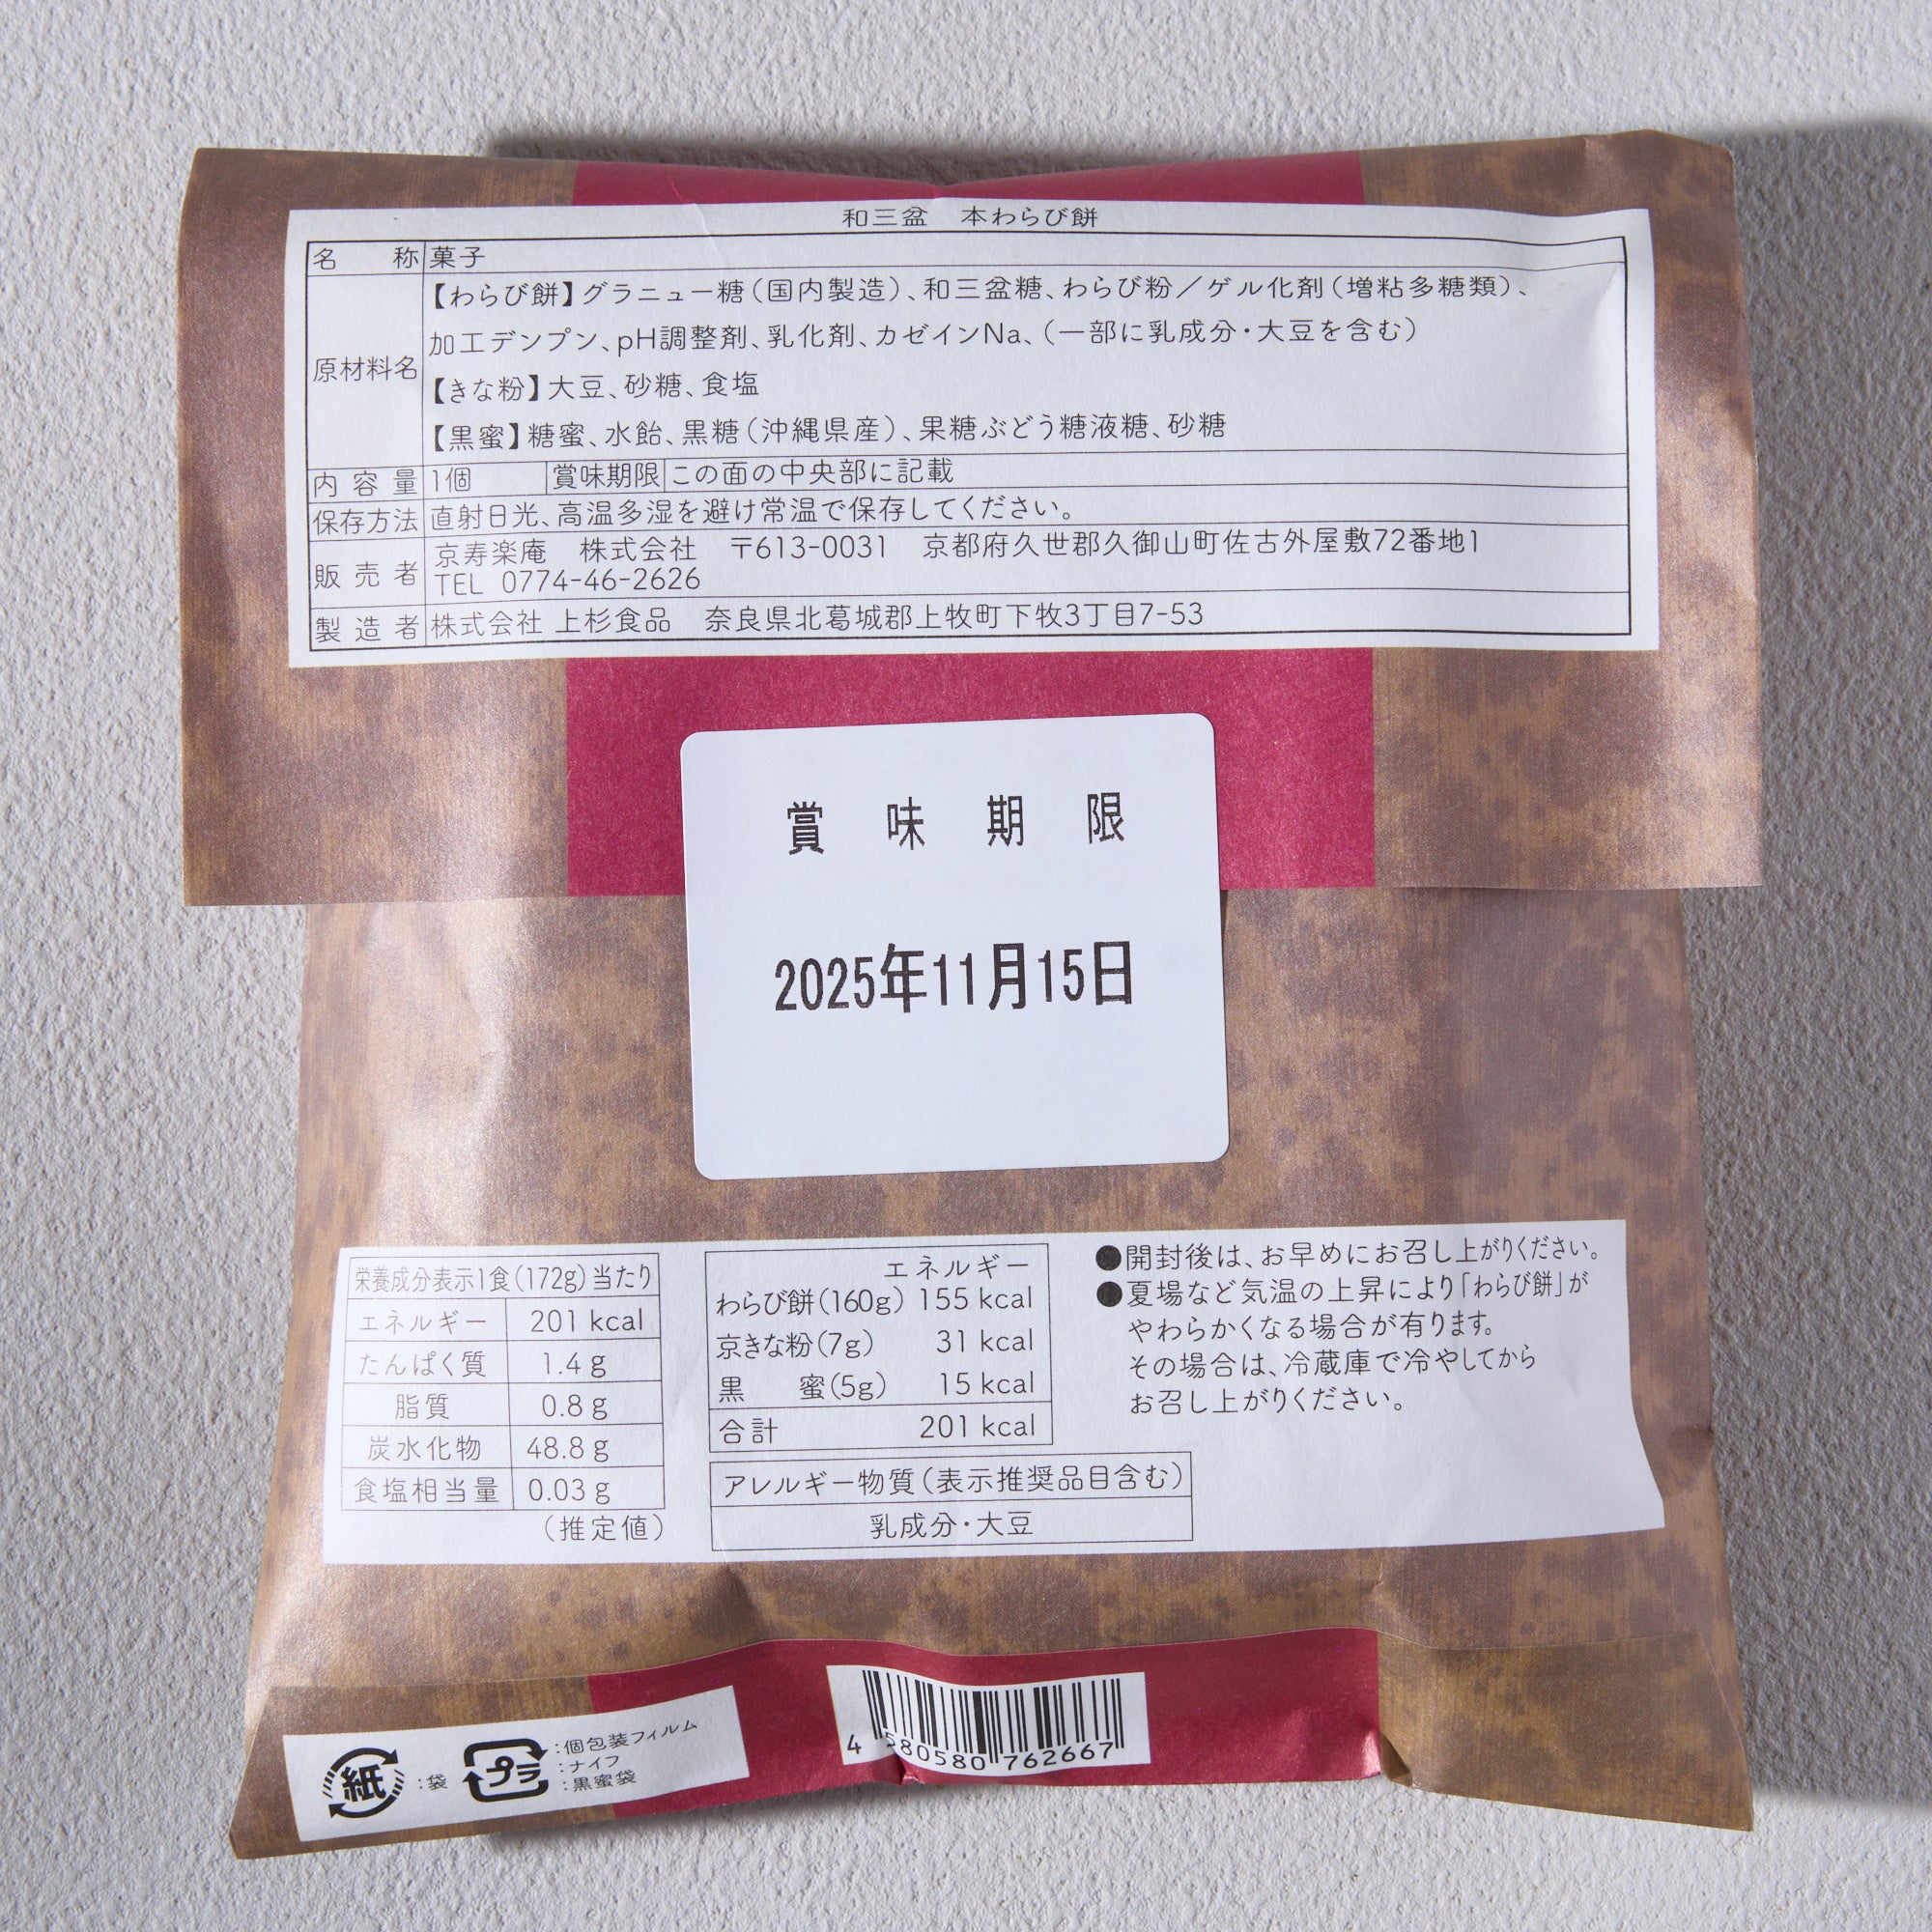 和三盆　本わらび餅
名称 菓子
原材料名 【わらび餅】グラニュー糖（国内製造）、和三盆糖、わらび粉／ゲル化剤（増粘多糖類）、
加工デンプン、pH調整剤、乳化剤、カゼインNa、（一部に乳成分・大豆を含む）
【きな粉】大豆、砂糖、食塩
【黒蜜】糖蜜、水飴、黒糖（沖縄県産）、果糖ぶどう糖液糖、砂糖
内容量 1個 賞味期限 この面の中央部に記載
保存方法 直射日光、高温多湿を避け常温で保存してください。
販売者 京寿楽庵　株式会社　〒613-0031　京都府久世郡久御山町佐古外屋敷72番地1
TEL 0774-46-2626
製造者 株式会社 上杉食品　奈良県北葛城郡上牧町下牧3丁目7-53
賞味期限
2025年11月15日
栄養成分表示1食（172g）当たり
エネルギー 201 kcal
たんぱく質 1.4 g
脂質 0.8 g
炭水化物 48.8 g
食塩相当量 0.03 g
（推定値）
エネルギー
わらび餅（160g） 155 kcal
京きな粉（7g） 31 kcal
黒蜜（5g） 15 kcal
合計 201 kcal
アレルギー物質（表示推奨品目含む）
乳成分・大豆
●開封後は、お早めにお召し上がりください。
●夏場など気温の上昇により「わらび餅」が
やわらかくなる場合が有ります。
その場合は、冷蔵庫で冷やしてから
お召し上がりください。
紙 ：袋
プラ ：個包装フィルム
：ナイフ
：黒蜜袋
4 580580 762667